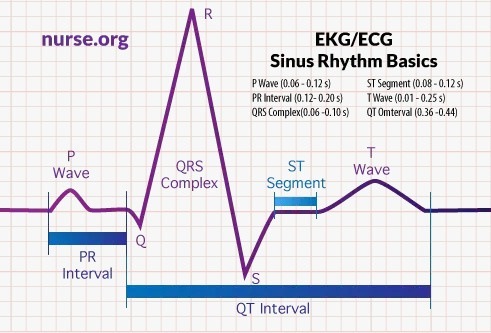 nurse.org
R
EKG/ECG
Sinus Rhythm Basics
P Wave (0.06 - 0.12 s)
PR Interval (0.12- 0.20 s)
QRS Complex(0.06 -0.10 s)
ST Segment (0.08 - 0.12 s)
T Wave (0.01 - 0.25 s)
QT Omterval (0.36 -0.44)
P
Wave
QRS
Complex
ST
Segment
T
Wave
Q
PR
Interval
S
QT Interval